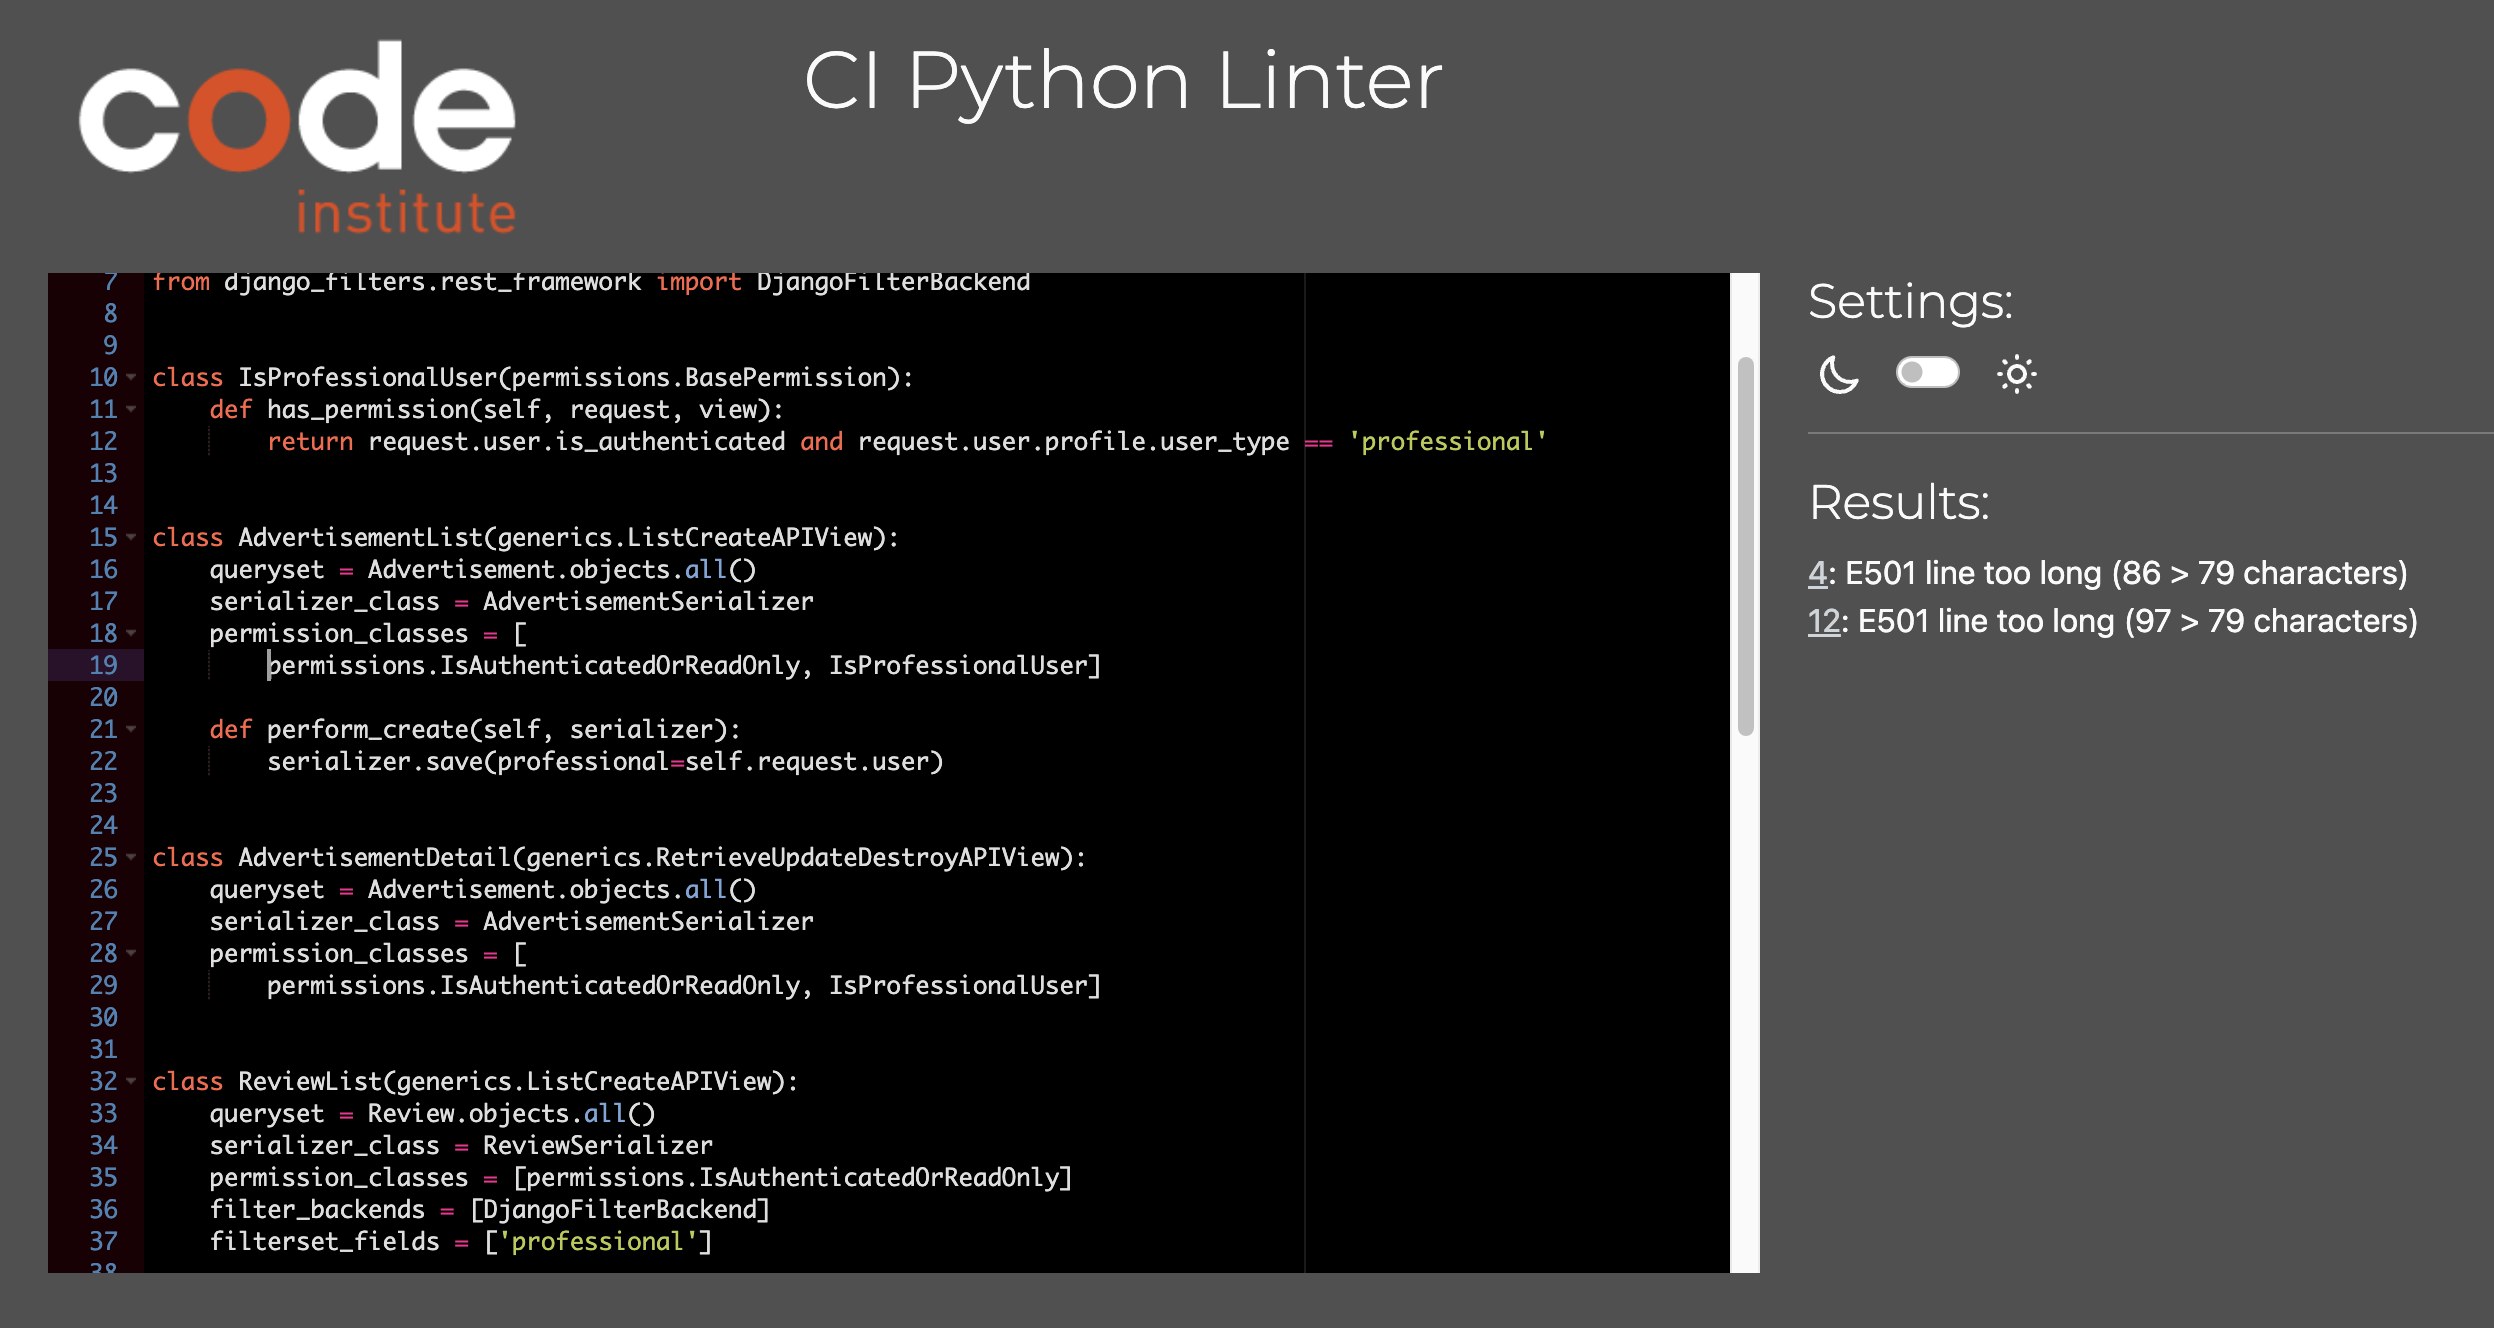 code
institute
CI Python Linter
7 from django_filters.rest_framework import DjangoFilterBackend
8
9
10 class IsProfessionalUser(permissions.BasePermission):
11     def has_permission(self, request, view):
12         return request.user.is_authenticated and request.user.profile.user_type == 'professional'
13
14
15 class AdvertisementList(generics.ListCreateAPIView):
16     queryset = Advertisement.objects.all()
17     serializer_class = AdvertisementSerializer
18     permission_classes = [
19         permissions.IsAuthenticatedOrReadOnly, IsProfessionalUser]
20
21     def perform_create(self, serializer):
22         serializer.save(professional=self.request.user)
23
24
25 class AdvertisementDetail(generics.RetrieveUpdateDestroyAPIView):
26     queryset = Advertisement.objects.all()
27     serializer_class = AdvertisementSerializer
28     permission_classes = [
29         permissions.IsAuthenticatedOrReadOnly, IsProfessionalUser]
30
31
32 class ReviewList(generics.ListCreateAPIView):
33     queryset = Review.objects.all()
34     serializer_class = ReviewSerializer
35     permission_classes = [permissions.IsAuthenticatedOrReadOnly]
36     filter_backends = [DjangoFilterBackend]
37     filterset_fields = ['professional']
38
Settings:
Results:
4: E501 line too long (86 > 79 characters)
12: E501 line too long (97 > 79 characters)